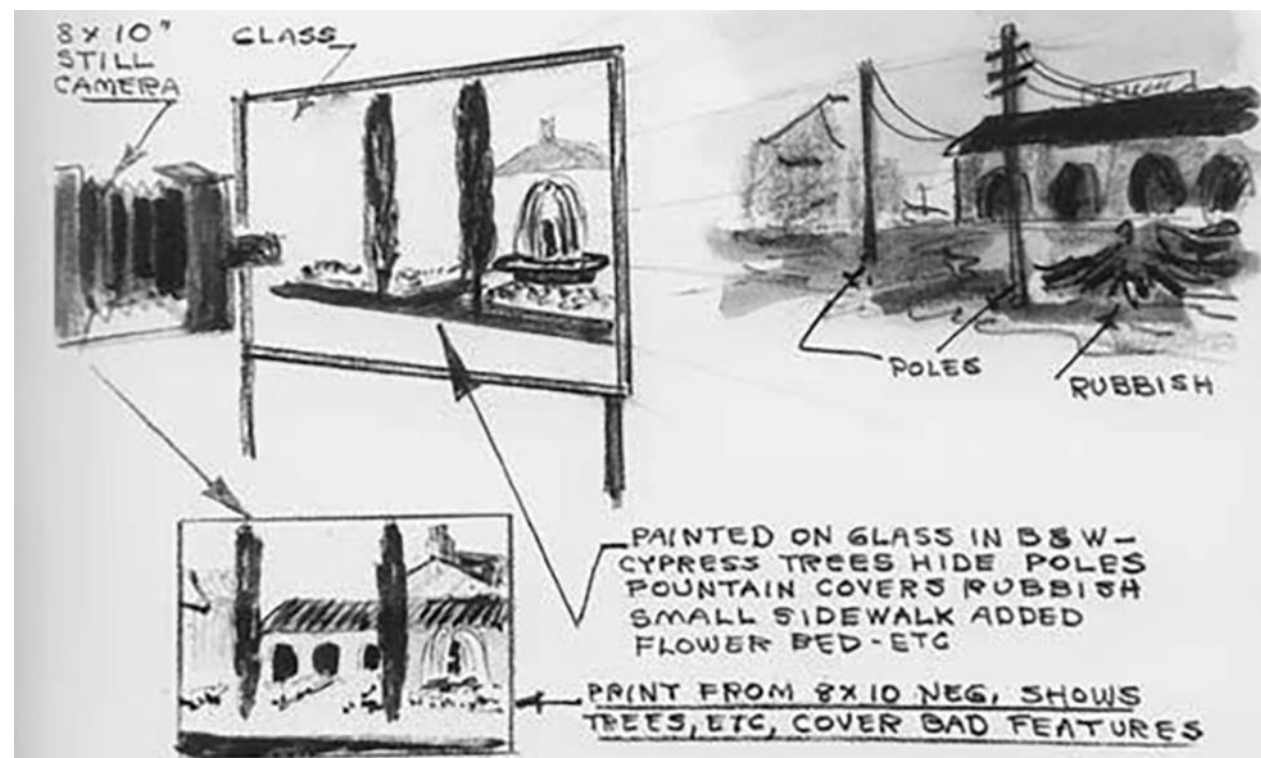 8 x 10"
STILL
CAMERA
GLASS
POLES
RUBBISH
PAINTED ON GLASS IN B&W—
CYPRESS TREES HIDE POLES
FOUNTAIN COVERS RUBBISH
SMALL SIDEWALK ADDED
FLOWER BED - ETC
PRINT FROM 8X10 NEG, SHOWS
TREES, ETC, COVER BAD FEATURES